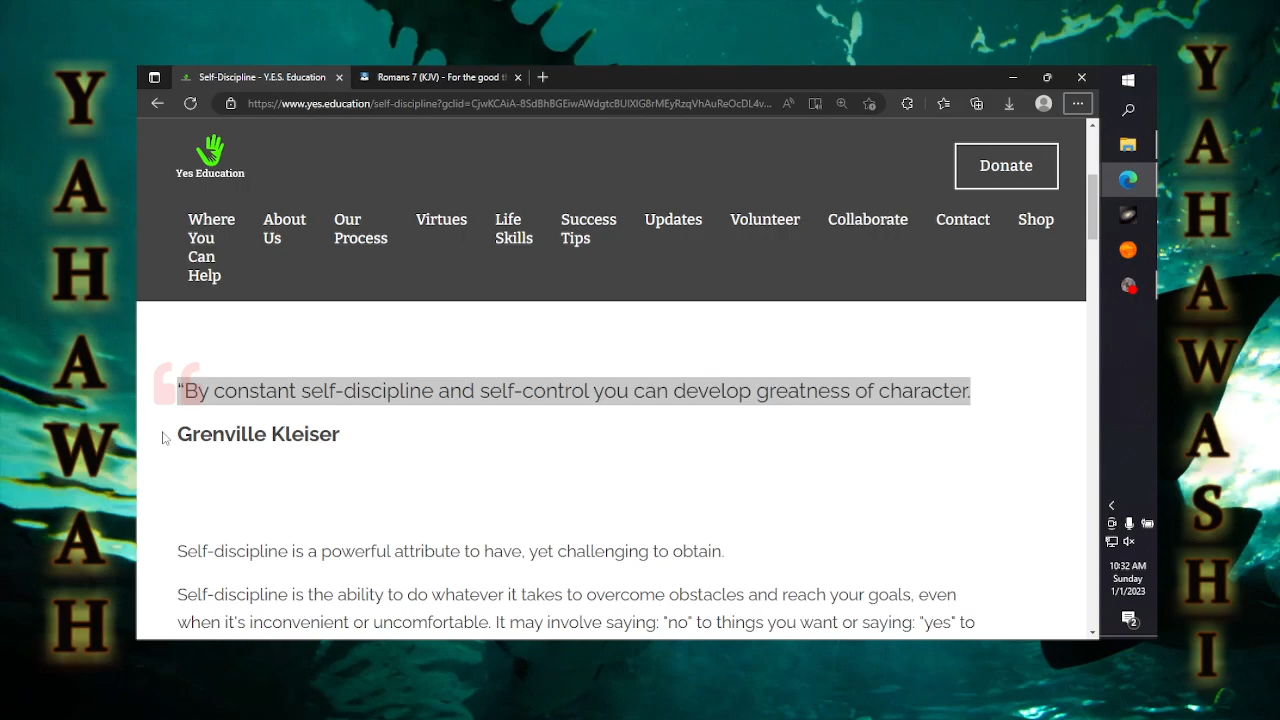 YAHAWAH
Self-Discipline - Y.E.S. Education
Romans 7 (KJV) - For the good t
https://www.yes.education/self-discipline?gclid=CjwKCAiA-8SdBhBGEiwAWdgtcBUIXlG8rMEyRzqVhAuReOcDL4v...
Yes Education
Donate
Where You Can Help
About Us
Our Process
Virtues
Life Skills
Success Tips
Updates
Volunteer
Collaborate
Contact
Shop
“By constant self-discipline and self-control you can develop greatness of character.
Grenville Kleiser
Self-discipline is a powerful attribute to have, yet challenging to obtain.
Self-discipline is the ability to do whatever it takes to overcome obstacles and reach your goals, even
when it's inconvenient or uncomfortable. It may involve saying: "no" to things you want or saying: "yes" to
10:32 AM
Sunday
1/1/2023
2
YAHAWASHI